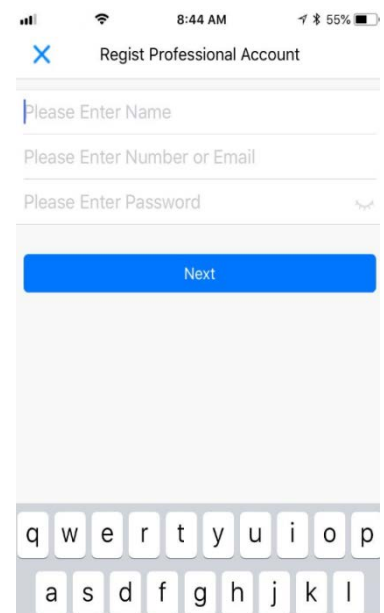 8:44 AM 55%
Regist Professional Account
Please Enter Name
Please Enter Number or Email
Please Enter Password
Next
q w e r t y u i o p
a s d f g h j k l